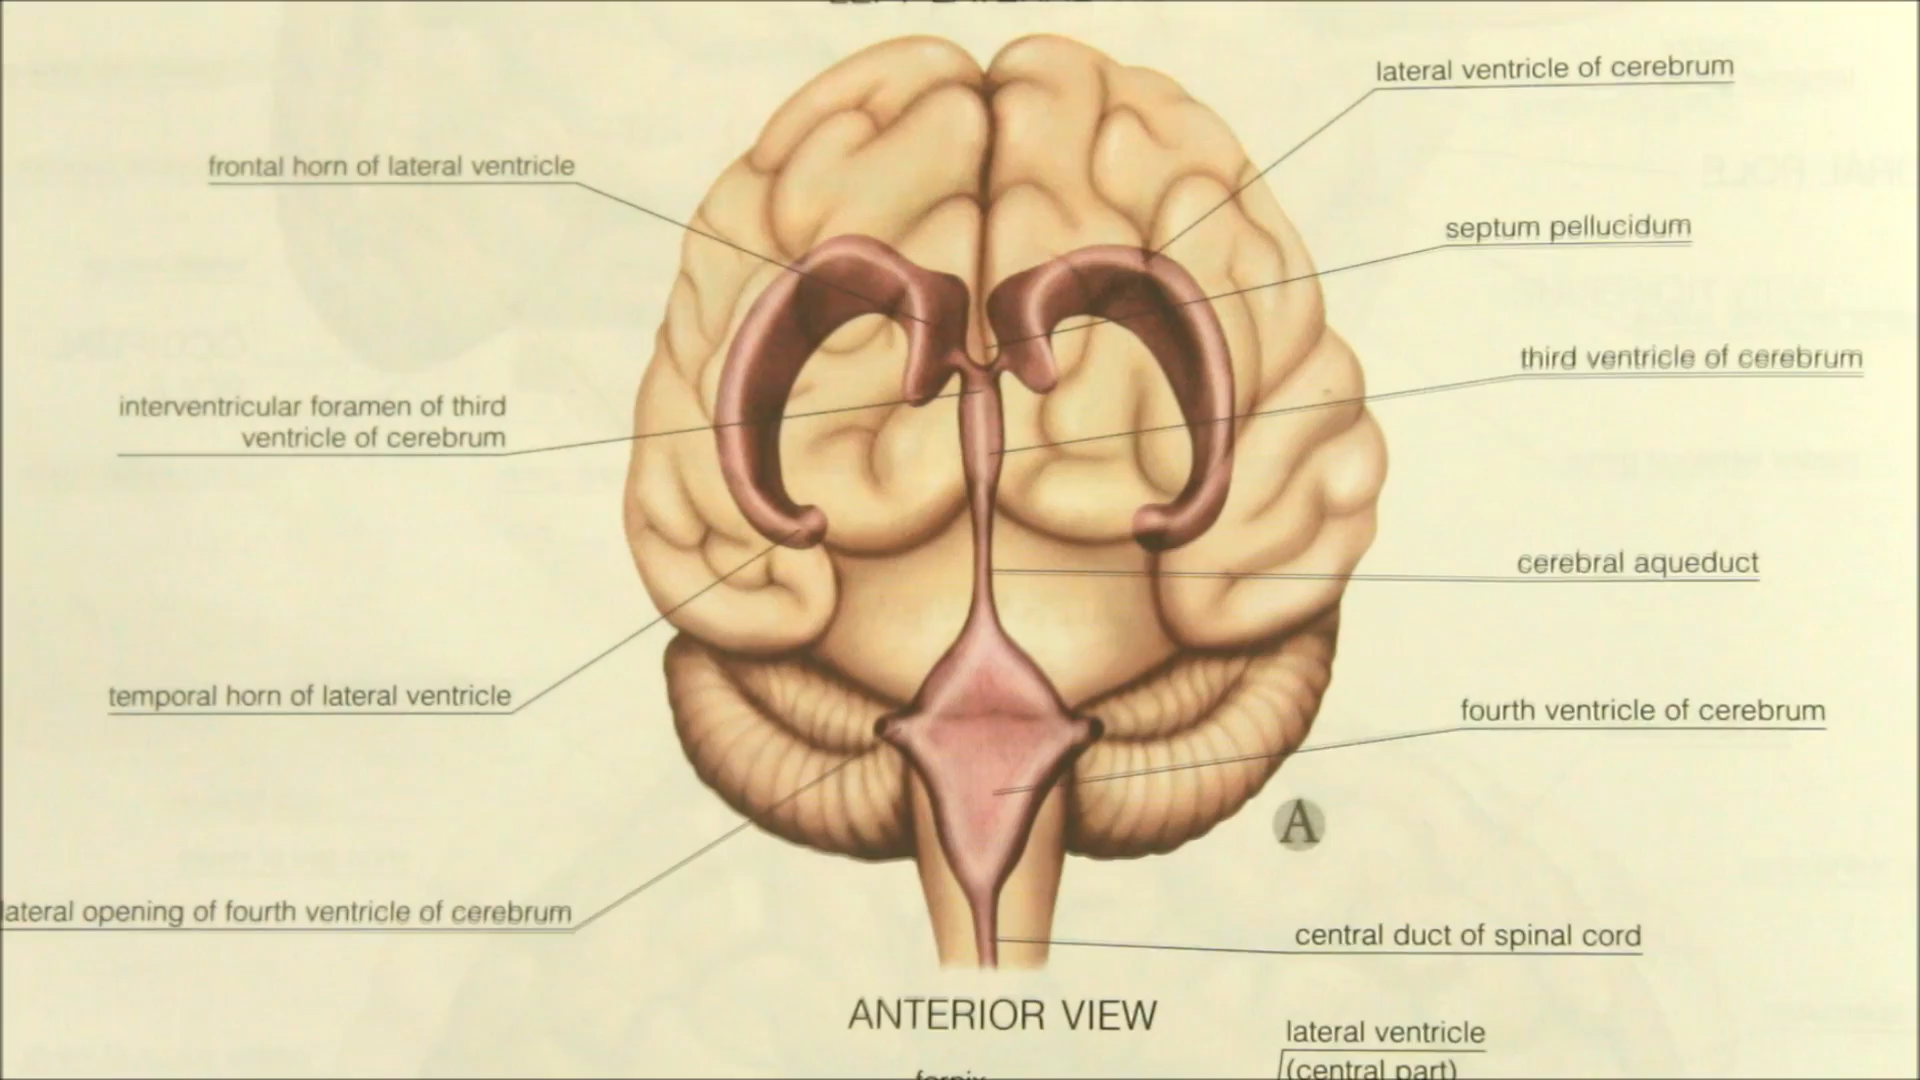 lateral ventricle of cerebrum
frontal horn of lateral ventricle
septum pellucidum
third ventricle of cerebrum
interventricular foramen of third
ventricle of cerebrum
cerebral aqueduct
temporal horn of lateral ventricle
fourth ventricle of cerebrum
A
lateral opening of fourth ventricle of cerebrum
central duct of spinal cord
ANTERIOR VIEW
lateral ventricle
(central part)
fornix